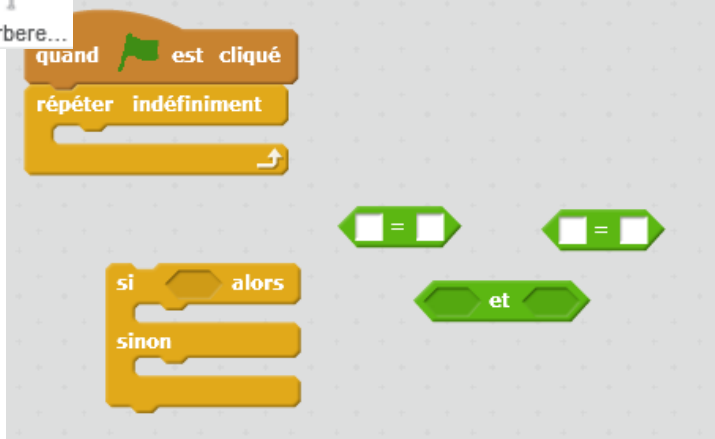 rbere...
quand est cliqué
répéter indéfiniment
= =
si alors
et
sinon